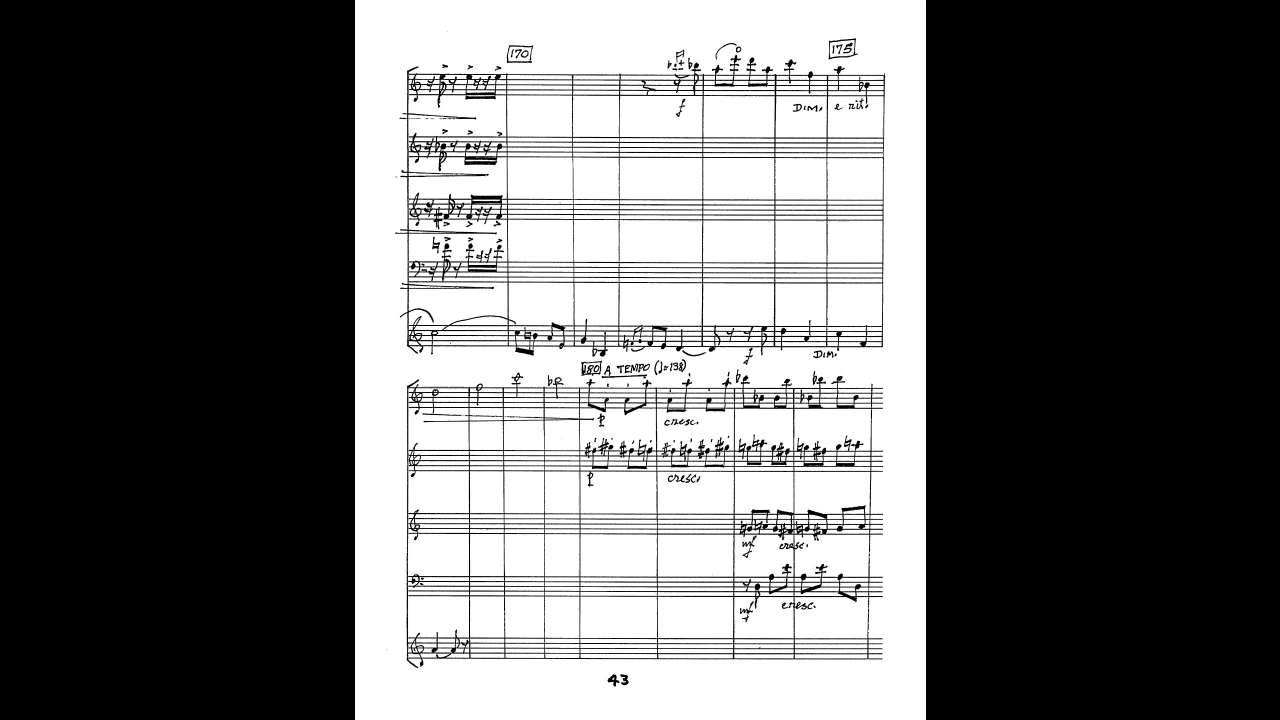 170 175
f DIM. e rit.
f DIM.
180 A TEMPO (♩=138)
p cresc.
p cresc.
mf cresc.
mf cresc.
43